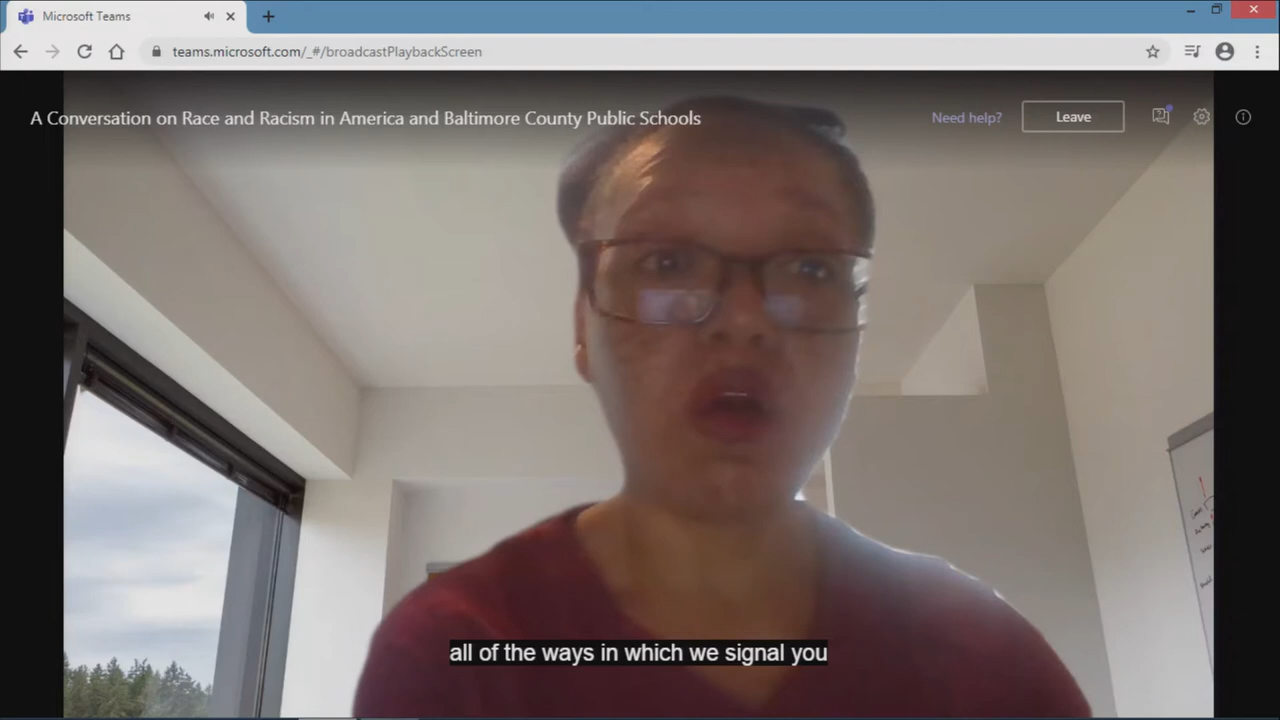 Microsoft Teams
teams.microsoft.com/_#/broadcastPlaybackScreen
A Conversation on Race and Racism in America and Baltimore County Public Schools
Need help?
Leave
all of the ways in which we signal you